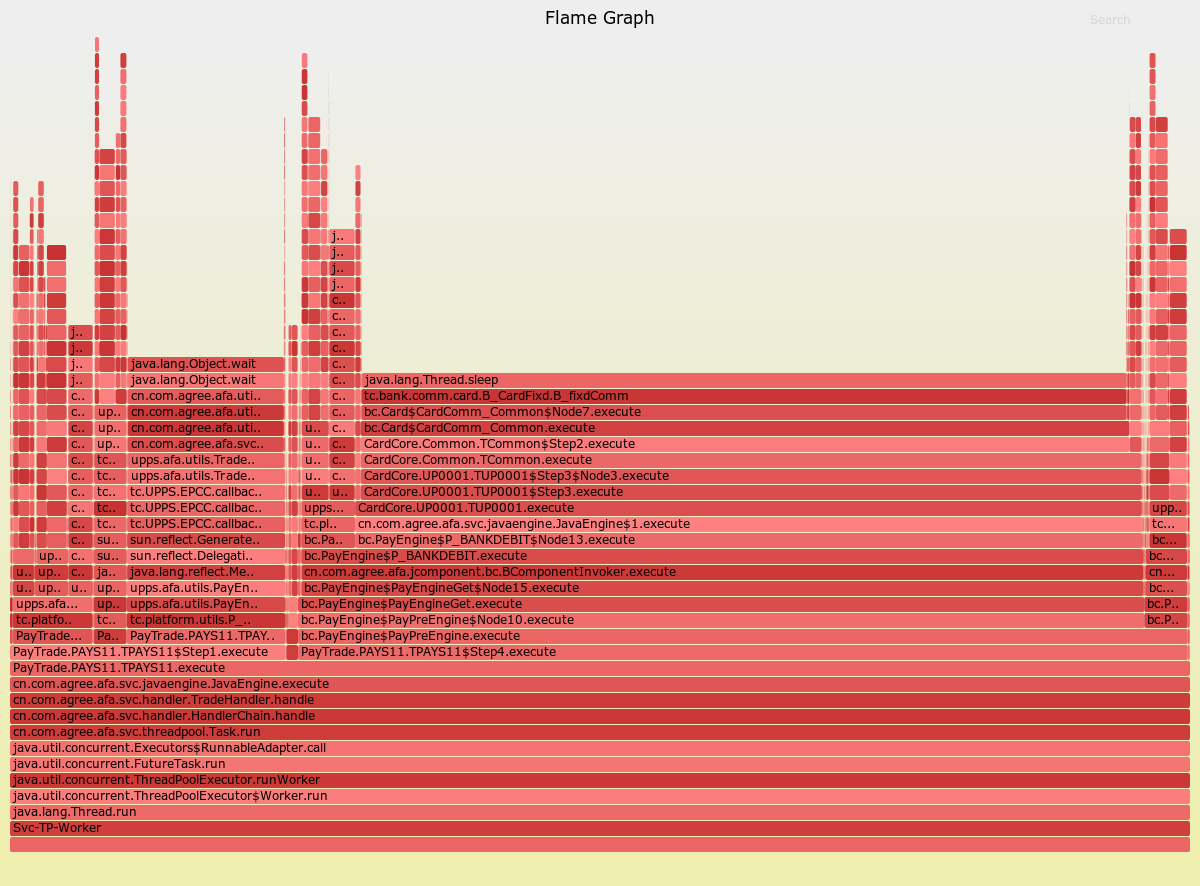 Flame Graph
Search
j..
j..
j..
j..
c..
c..
j.. c..
j.. c..
j.. java.lang.Object.wait c..
j.. java.lang.Object.wait c.. java.lang.Thread.sleep
c.. cn.com.agree.afa.uti.. c.. tc.bank.comm.card.B_CardFixd.B_fixdComm
c.. up.. cn.com.agree.afa.uti.. c.. bc.Card$CardComm_Common$Node7.execute
c.. up.. cn.com.agree.afa.uti.. u.. c.. bc.Card$CardComm_Common.execute
c.. up.. cn.com.agree.afa.svc.. u.. c.. CardCore.Common.TCommon$Step2.execute
c.. tc.. upps.afa.utils.Trade.. u.. c.. CardCore.Common.TCommon.execute
c.. tc.. upps.afa.utils.Trade.. u.. c.. CardCore.UP0001.TUP0001$Step3$Node3.execute
c.. tc.. tc.UPPS.EPCC.callbac.. u.. u.. CardCore.UP0001.TUP0001$Step3.execute
c.. tc.. tc.UPPS.EPCC.callbac.. upps... CardCore.UP0001.TUP0001.execute upp..
c.. tc.. tc.UPPS.EPCC.callbac.. tc.pl.. cn.com.agree.afa.svc.javaengine.JavaEngine$1.execute tc...
c.. su.. sun.reflect.Generate.. bc.Pa.. bc.PayEngine$P_BANKDEBIT$Node13.execute bc...
up.. c.. su.. sun.reflect.Delegati.. bc.PayEngine$P_BANKDEBIT.execute bc...
u.. up.. c.. ja.. java.lang.reflect.Me.. cn.com.agree.afa.jcomponent.bc.BComponentInvoker.execute cn...
u.. up.. u.. up.. upps.afa.utils.PayEn.. bc.PayEngine$PayEngineGet$Node15.execute bc...
upps.afa... up.. upps.afa.utils.PayEn.. bc.PayEngine$PayEngineGet.execute bc.P..
tc.platfo.. tc.. tc.platform.utils.P_.. bc.PayEngine$PayPreEngine$Node10.execute bc.P..
PayTrade... Pa.. PayTrade.PAYS11.TPAY.. bc.PayEngine$PayPreEngine.execute
PayTrade.PAYS11.TPAYS11$Step1.execute PayTrade.PAYS11.TPAYS11$Step4.execute
PayTrade.PAYS11.TPAYS11.execute
cn.com.agree.afa.svc.javaengine.JavaEngine.execute
cn.com.agree.afa.svc.handler.TradeHandler.handle
cn.com.agree.afa.svc.handler.HandlerChain.handle
cn.com.agree.afa.svc.threadpool.Task.run
java.util.concurrent.Executors$RunnableAdapter.call
java.util.concurrent.FutureTask.run
java.util.concurrent.ThreadPoolExecutor.runWorker
java.util.concurrent.ThreadPoolExecutor$Worker.run
java.lang.Thread.run
Svc-TP-Worker